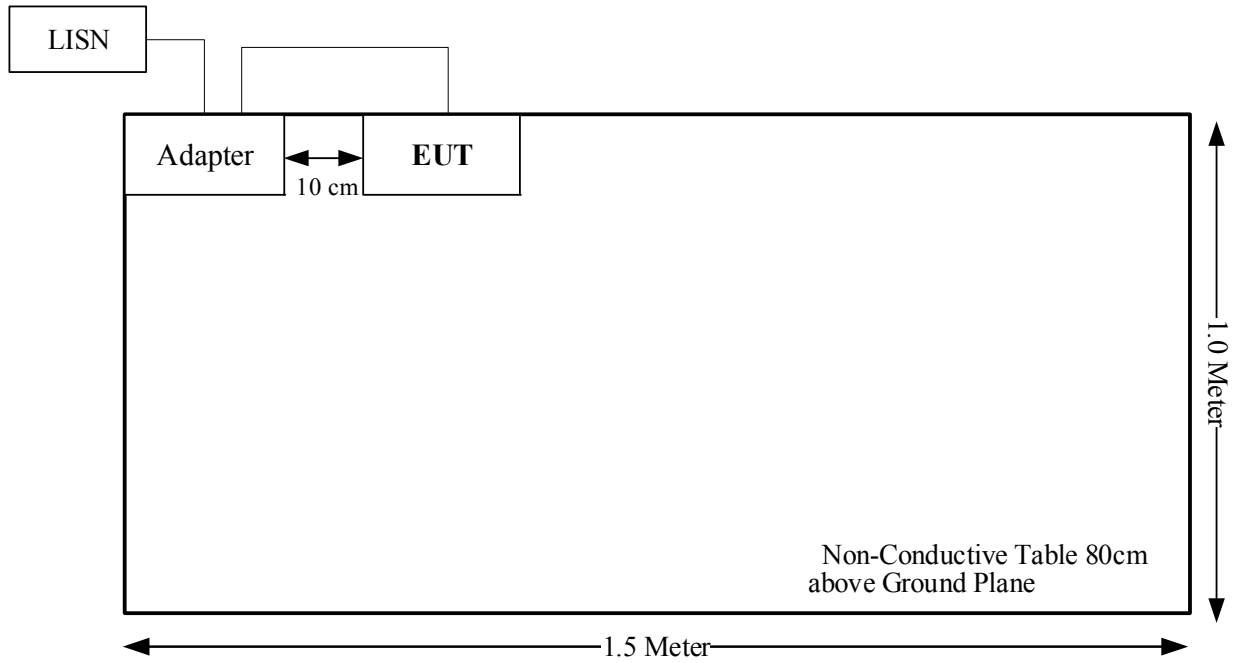 LISN
Adapter
EUT
10 cm
1.0 Meter
Non-Conductive Table 80cm
above Ground Plane
1.5 Meter